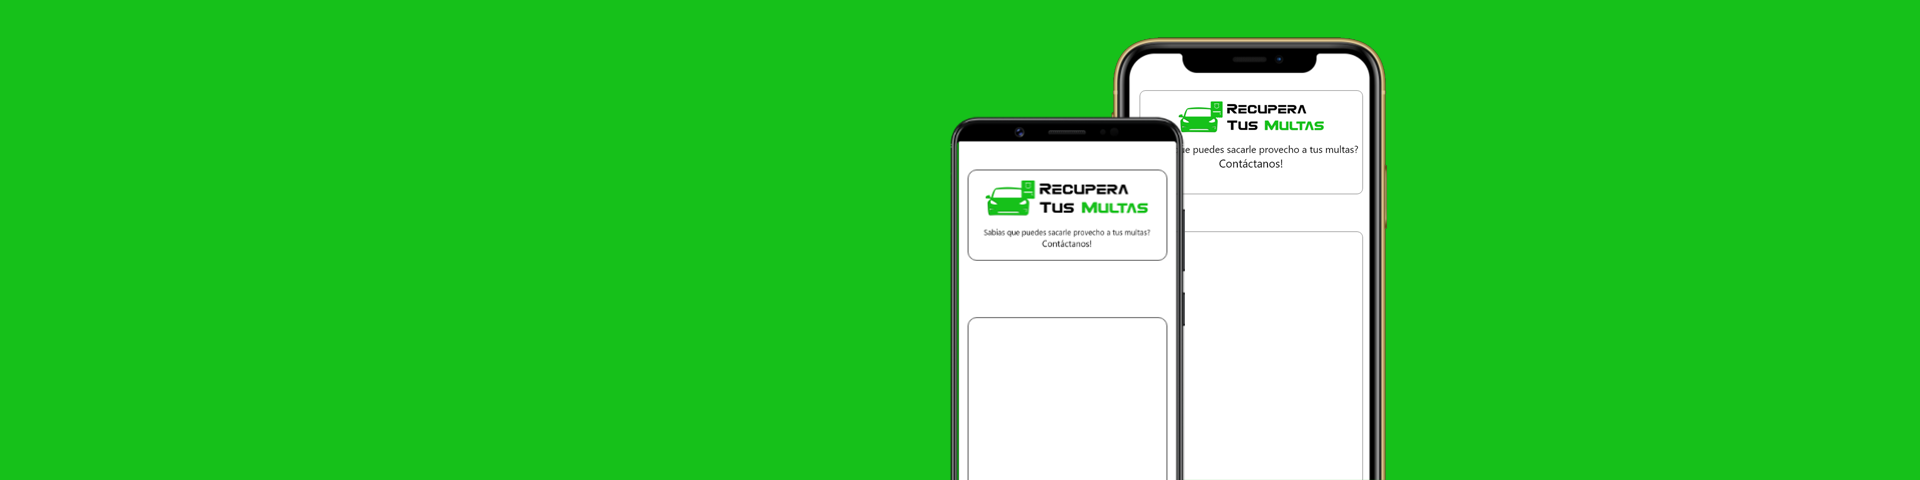 RECUPERA
TUS MULTAS
Sabías que puedes sacarle provecho a tus multas?
Contáctanos!
RECUPERA
TUS MULTAS
ue puedes sacarle provecho a tus multas?
Contáctanos!